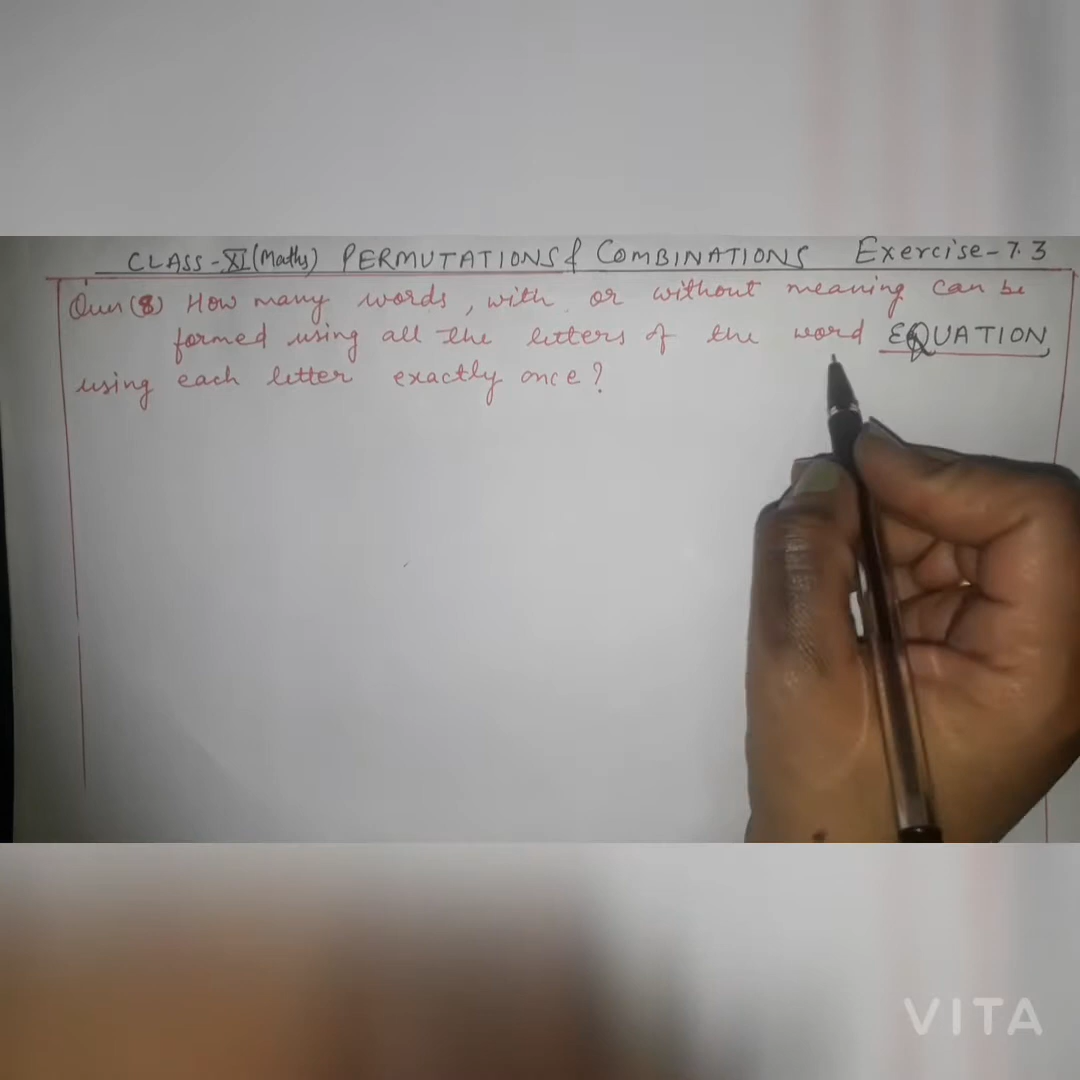 CLASS-XI (Maths) PERMUTATIONS & COMBINATIONS Exercise-7.3
Ques (8) How many words, with or without meaning can be
formed using all the letters of the word EQUATION,
using each letter exactly once?
VITA